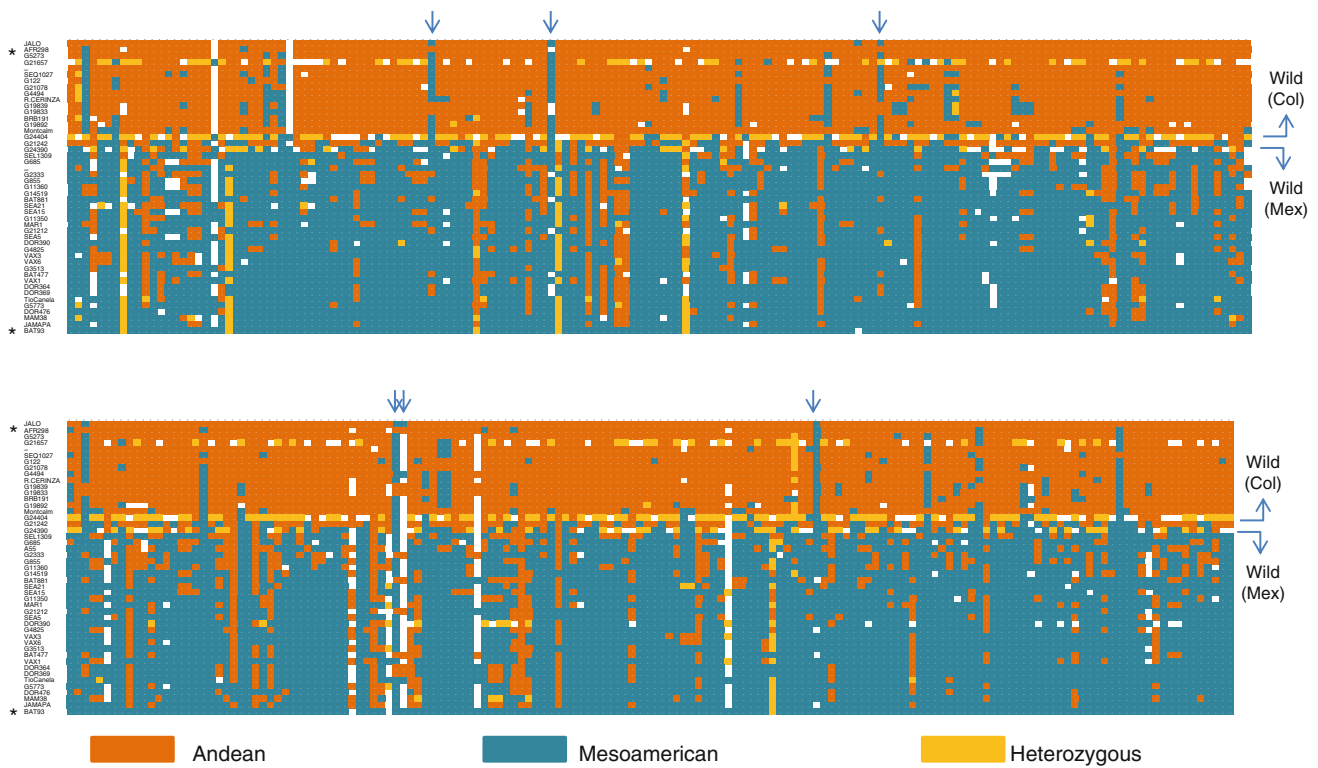 *
JALO
AFR298
G5273
G21657
–
SEQ1027
G122
G21078
G4494
R.CERINZA
G19839
G19833
BRB191
G19892
Montcalm
G24404
G21242
G24390
SEL1309
G685
–
G2333
G855
G11360
G14519
BAT881
SEA21
SEA15
G11350
MAR1
G21212
SEA5
DOR390
G4825
VAX3
VAX6
G3513
BAT477
VAX1
DOR364
DOR369
TioCanela
G5773
DOR476
MAM38
JAMAPA
* BAT93
Wild
(Col)
Wild
(Mex)
*
JALO
AFR298
G5273
G21657
–
SEQ1027
G122
G21078
G4494
R.CERINZA
G19839
G19833
BRB191
G19892
Montcalm
G24404
G21242
G24390
SEL1309
G685
A55
G2333
G855
G11360
G14519
BAT881
SEA21
SEA15
G11350
MAR1
G21212
SEA5
DOR390
G4825
VAX3
VAX6
G3513
BAT477
VAX1
DOR364
DOR369
TioCanela
G5773
DOR476
MAM38
JAMAPA
* BAT93
Wild
(Col)
Wild
(Mex)
Andean
Mesoamerican
Heterozygous